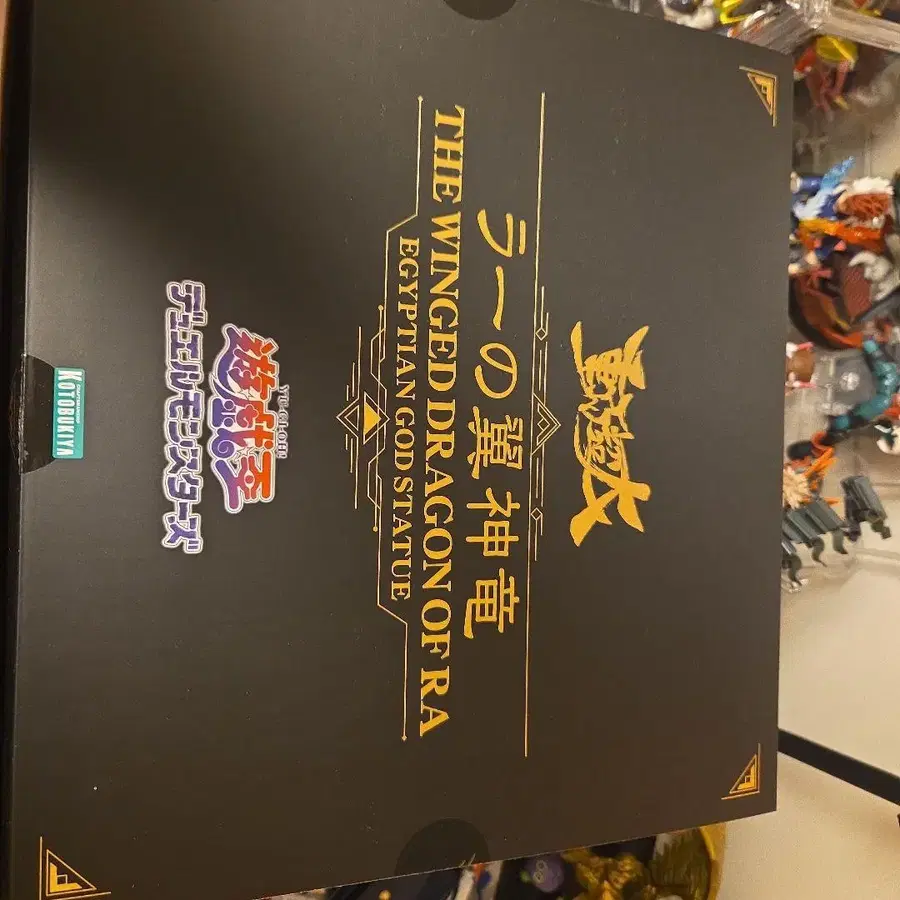 ラーの翼神竜
THE WINGED DRAGON OF RA
EGYPTIAN GOD STATUE
YU-GI-OH!
遊戯王
デュエルモンスターズ
KOTOBUKIYA